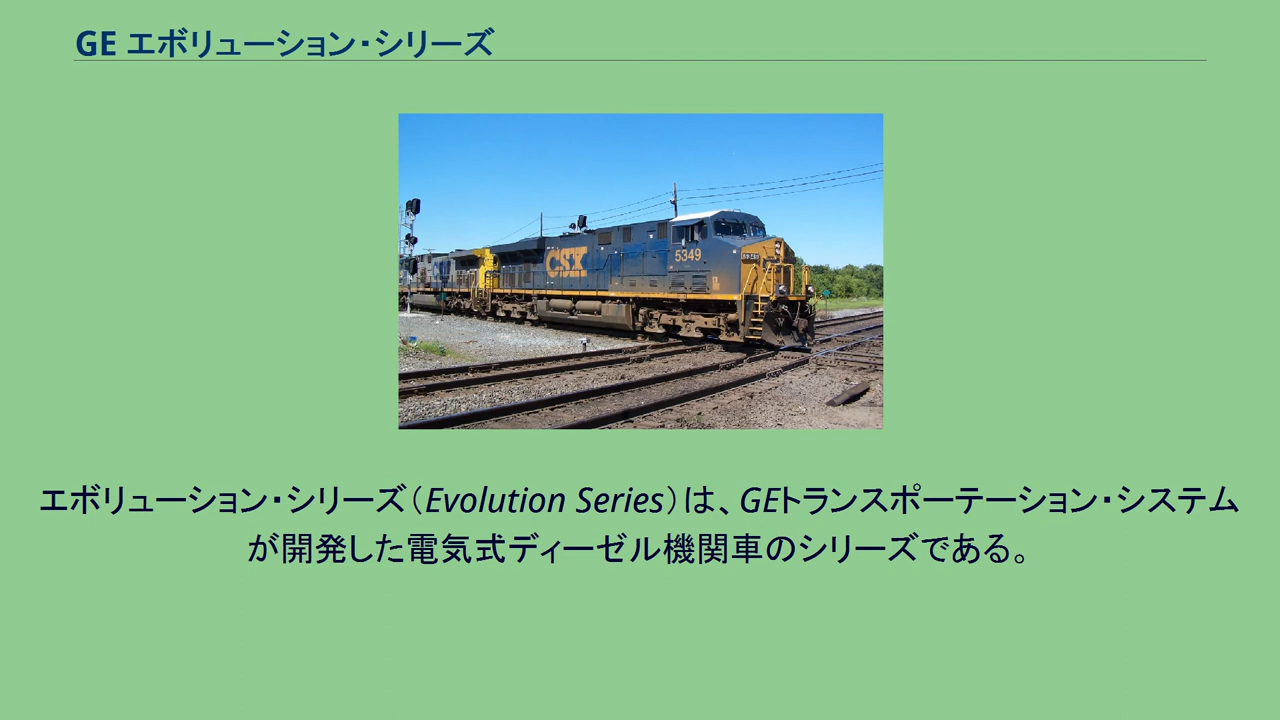 GE エボリューション・シリーズ
CSX
5349
エボリューション・シリーズ（Evolution Series）は、GEトランスポーテーション・システム
が開発した電気式ディーゼル機関車のシリーズである。